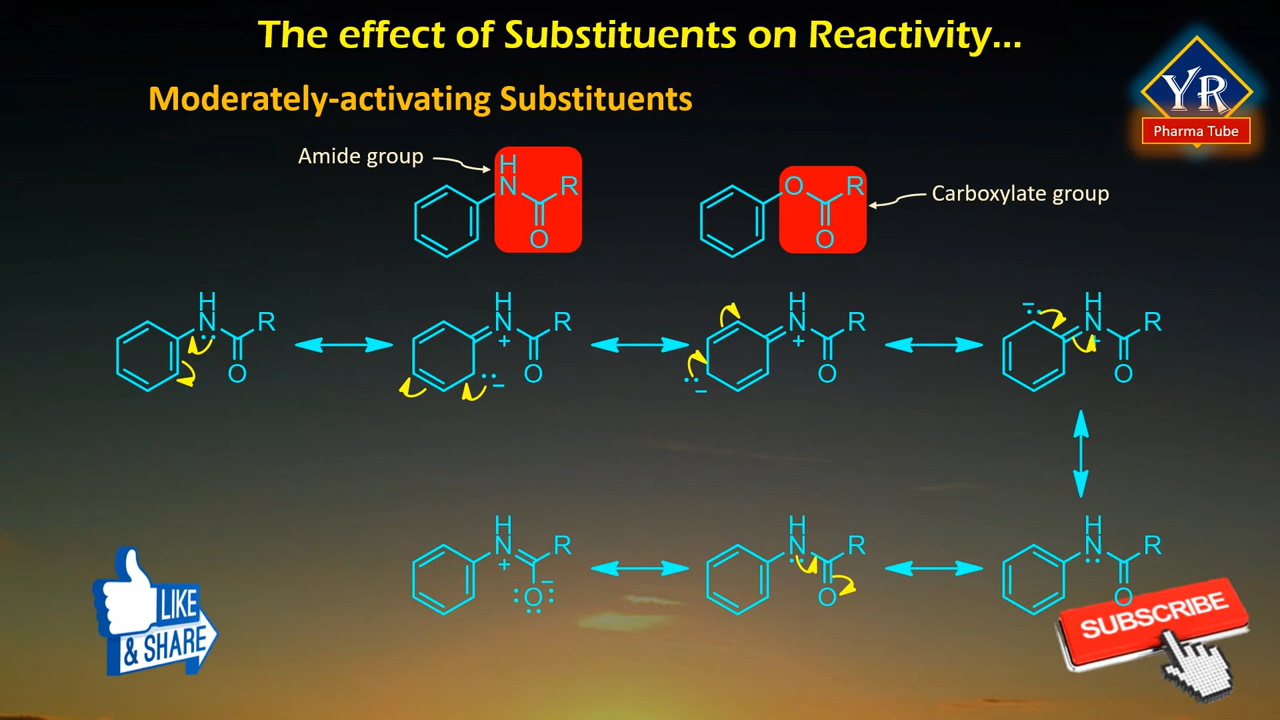 The effect of Substituents on Reactivity...
YR
Pharma Tube
Moderately-activating Substituents
Amide group
H
N
R
O
O
R
O
Carboxylate group
H
N
R
O
H
N
R
+
O
−
H
N
R
+
O
−
−
H
N
R
+
O
H
N
R
+
O
−
H
N
R
O
H
N
R
O
LIKE
& SHARE
SUBSCRIBE